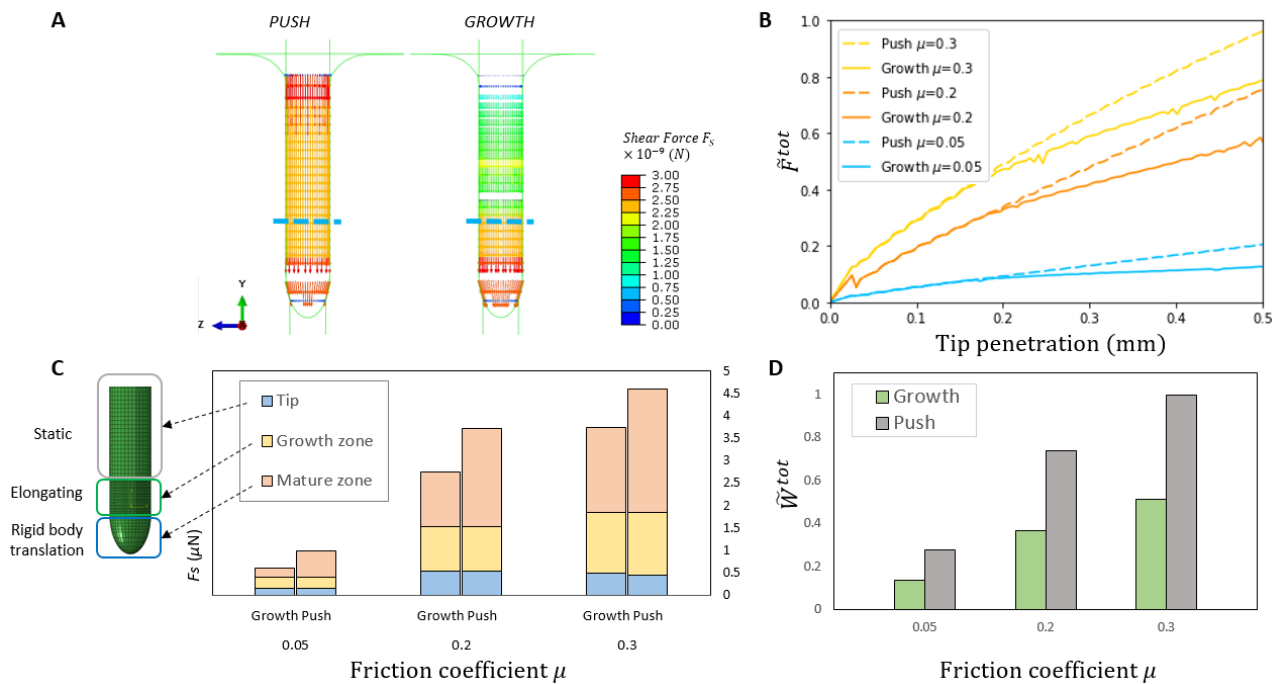 A
PUSH
GROWTH
Shear Force F_S
× 10⁻⁹ (N)
3.00
2.75
2.50
2.25
2.00
1.75
1.50
1.25
1.00
0.75
0.50
0.25
0.00
Y
Z
X
B
1.0
0.8
0.6
0.4
0.2
0.0
F̃^tot
Push μ=0.3
Growth μ=0.3
Push μ=0.2
Growth μ=0.2
Push μ=0.05
Growth μ=0.05
0.0 0.1 0.2 0.3 0.4 0.5
Tip penetration (mm)
C
Static
Elongating
Rigid body
translation
Tip
Growth zone
Mature zone
Fs (μN)
5
4.5
4
3.5
3
2.5
2
1.5
1
0.5
0
Growth Push Growth Push Growth Push
0.05 0.2 0.3
Friction coefficient μ
D
Growth
Push
W̃^tot
1
0.8
0.6
0.4
0.2
0
0.05 0.2 0.3
Friction coefficient μ